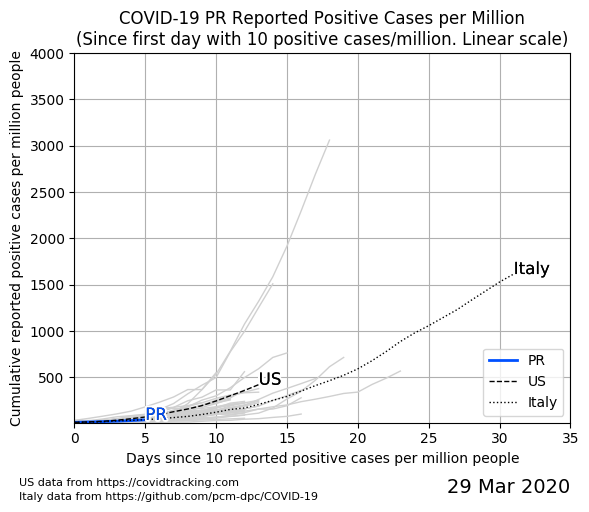 COVID-19 PR Reported Positive Cases per Million
(Since first day with 10 positive cases/million. Linear scale)
Cumulative reported positive cases per million people
4000
3500
3000
2500
2000
1500
1000
500
Italy
US
PR
PR
US
Italy
0
5
10
15
20
25
30
35
Days since 10 reported positive cases per million people
US data from https://covidtracking.com
Italy data from https://github.com/pcm-dpc/COVID-19
29 Mar 2020